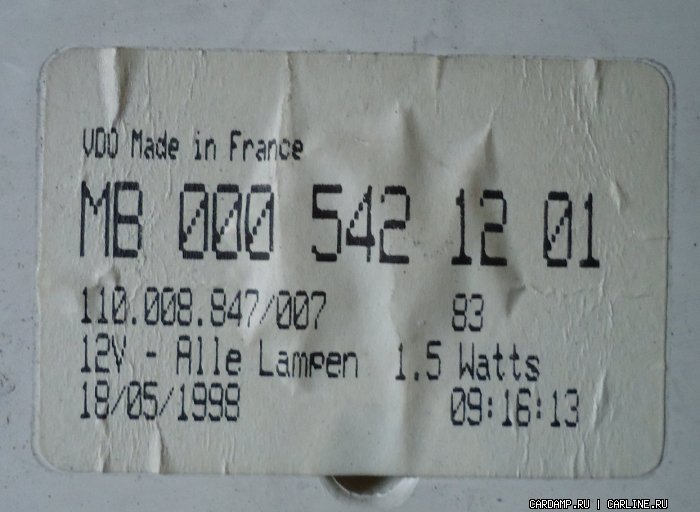 VDO Made in France
MB 000 542 12 01
110.008.847/007 83
12V - Alle Lampen 1.5 Watts
18/05/1998 09:16:13
CARDAMP.RU | CARLINE.RU